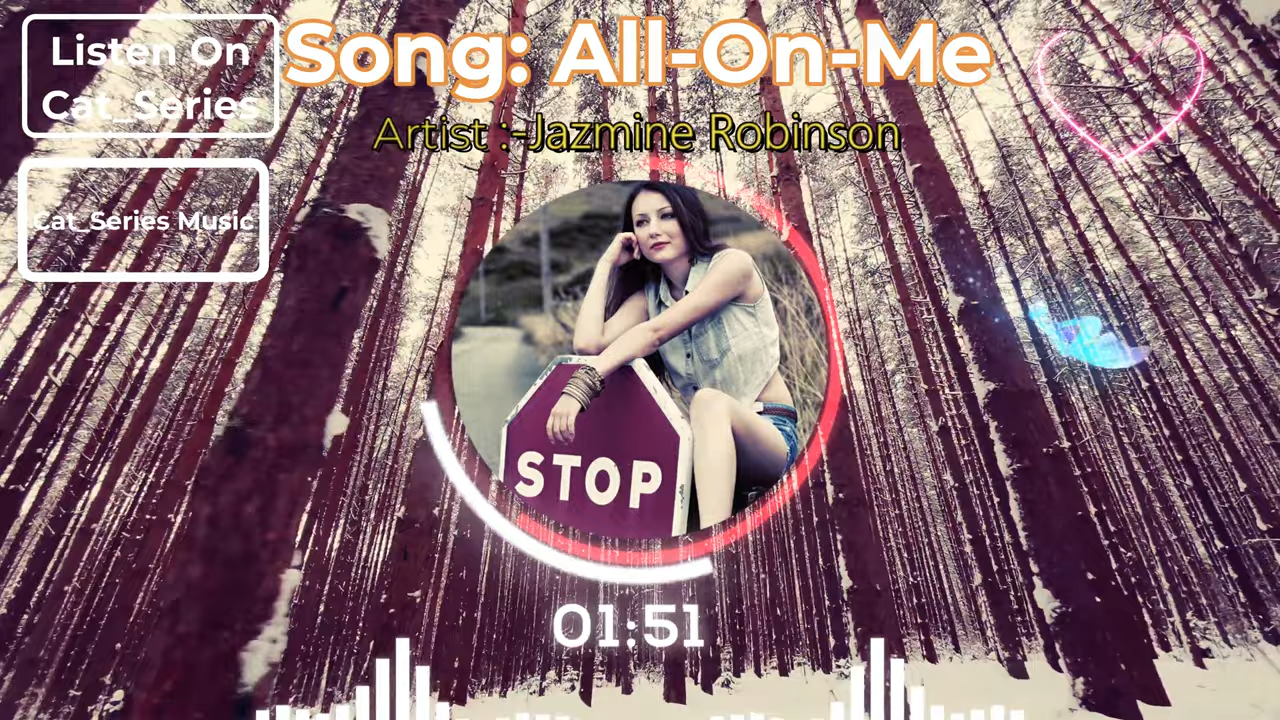 Listen On
Cat_Series
Song: All-On-Me
Artist :-Jazmine Robinson
Cat_Series Music
STOP
01:51